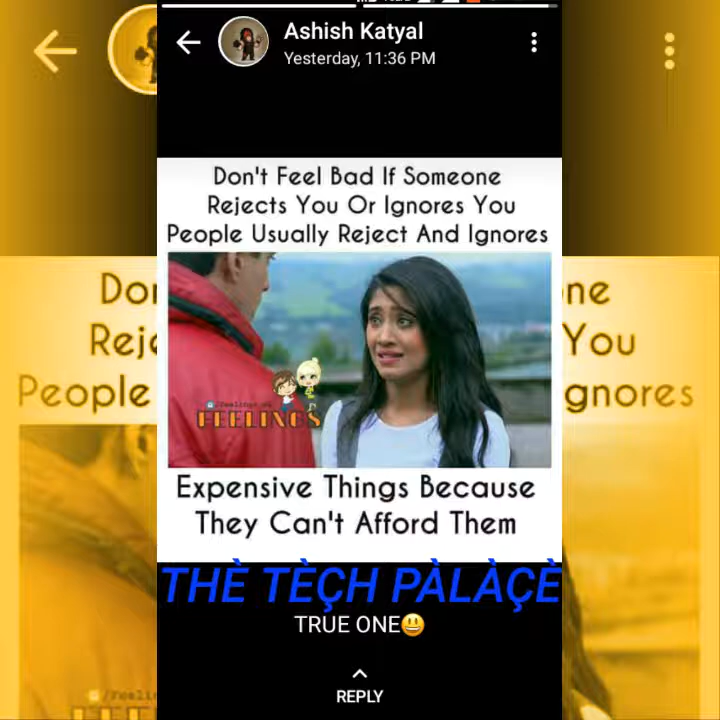 Ashish Katyal
Yesterday, 11:36 PM
Don't Feel Bad If Someone
Rejects You Or Ignores You
People Usually Reject And Ignores
FEELINGS
Expensive Things Because
They Can't Afford Them
THÈ TÈÇH PÀLÀÇÈ
TRUE ONE😃
REPLY